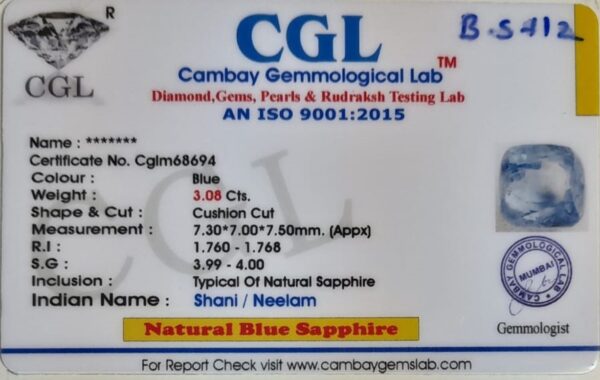 R
CGL
CGL TM
Cambay Gemmological Lab
Diamond,Gems, Pearls & Rudraksh Testing Lab
AN ISO 9001:2015
B.S412
Name : *******
Certificate No. Cglm68694
Colour : Blue
Weight : 3.08 Cts.
Shape & Cut : Cushion Cut
Measurement : 7.30*7.00*7.50mm. (Appx)
R.I : 1.760 - 1.768
S.G : 3.99 - 4.00
Inclusion : Typical Of Natural Sapphire
Indian Name : Shani / Neelam
Natural Blue Sapphire
CGL
CAMBAY GEMMOLOGICAL LAB
MUMBAI
Gemmologist
For Report Check visit www.cambaygemslab.com